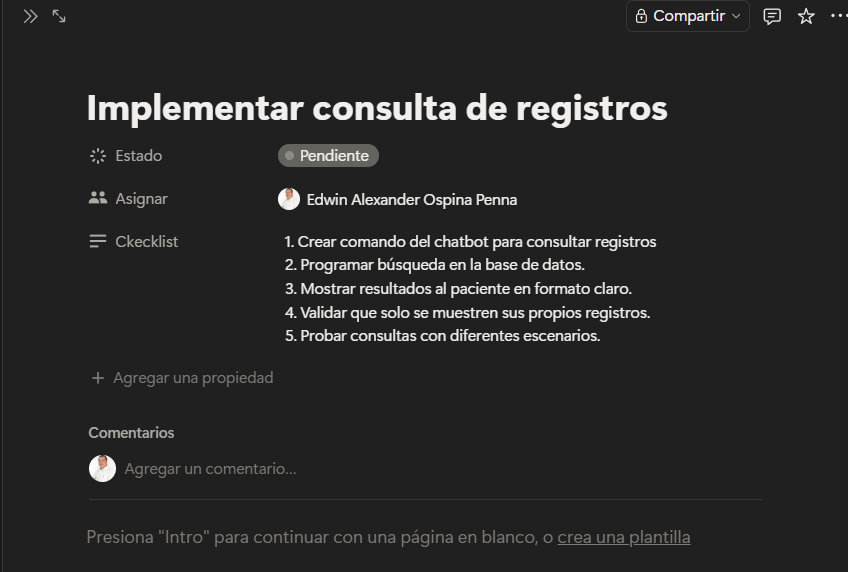 Compartir
Implementar consulta de registros
Estado
Pendiente
Asignar
Edwin Alexander Ospina Penna
Ckecklist
1. Crear comando del chatbot para consultar registros
2. Programar búsqueda en la base de datos.
3. Mostrar resultados al paciente en formato claro.
4. Validar que solo se muestren sus propios registros.
5. Probar consultas con diferentes escenarios.
Agregar una propiedad
Comentarios
Agregar un comentario...
Presiona "Intro" para continuar con una página en blanco, o crea una plantilla